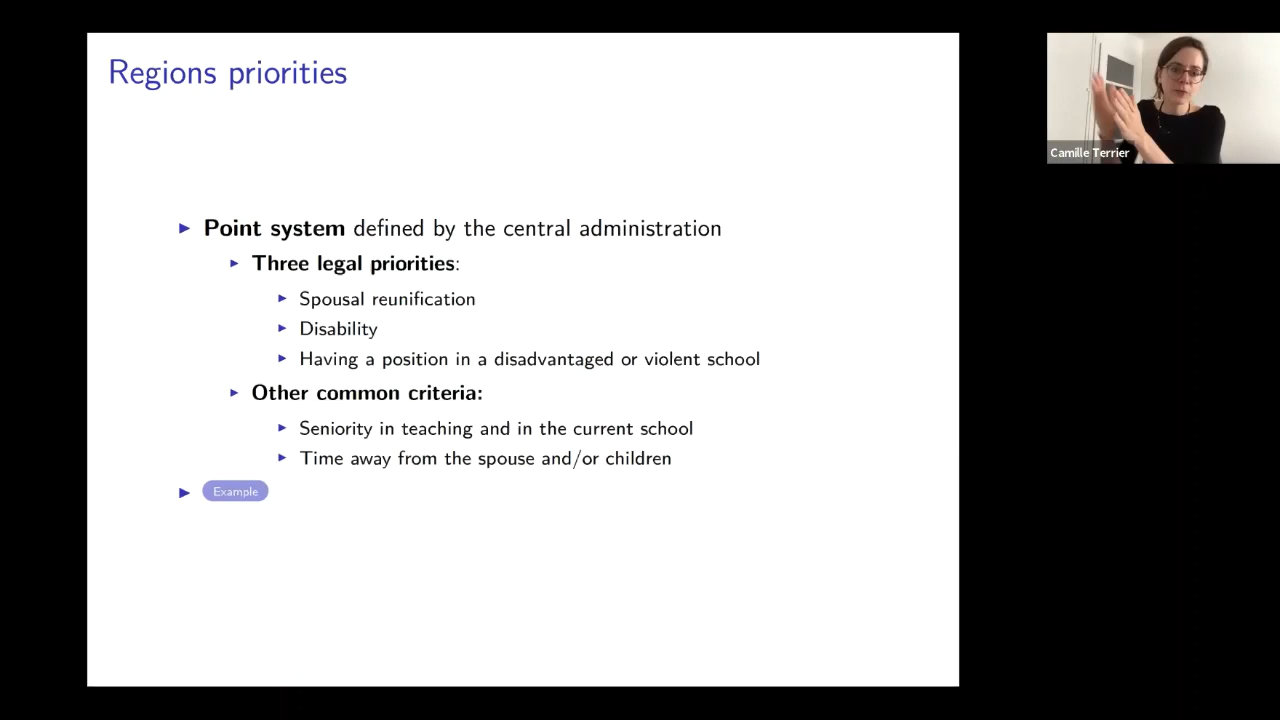 Regions priorities
Camille Terrier
Point system defined by the central administration
Three legal priorities:
Spousal reunification
Disability
Having a position in a disadvantaged or violent school
Other common criteria:
Seniority in teaching and in the current school
Time away from the spouse and/or children
Example